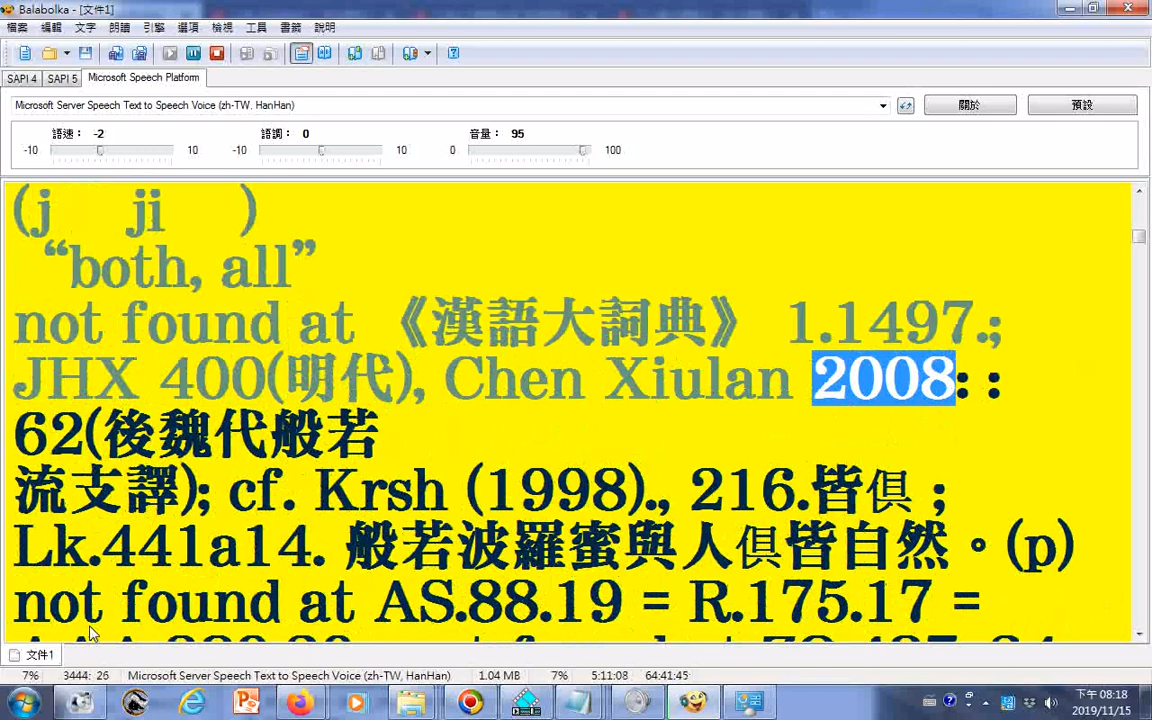 Balabolka - [文件1]
檔案 編輯 文字 朗讀 引擎 選項 檢視 工具 書籤 說明
SAPI 4 SAPI 5 Microsoft Speech Platform
Microsoft Server Speech Text to Speech Voice (zh-TW, HanHan) 關於 預設
語速： -2 語調： 0 音量： 95
-10 10 -10 10 0 100
(j ji )
“both, all”
not found at 《漢語大詞典》 1.1497.;
JHX 400(明代), Chen Xiulan 2008: :
62(後魏代般若
流支譯); cf. Krsh (1998)., 216.皆俱 ;
Lk.441a14. 般若波羅蜜與人俱皆自然。(p)
not found at AS.88.19 = R.175.17 =
文件1
7% 3444: 26 Microsoft Server Speech Text to Speech Voice (zh-TW, HanHan) 1.04 MB 7% 5:11:08 64:41:45
下午 08:18
2019/11/15